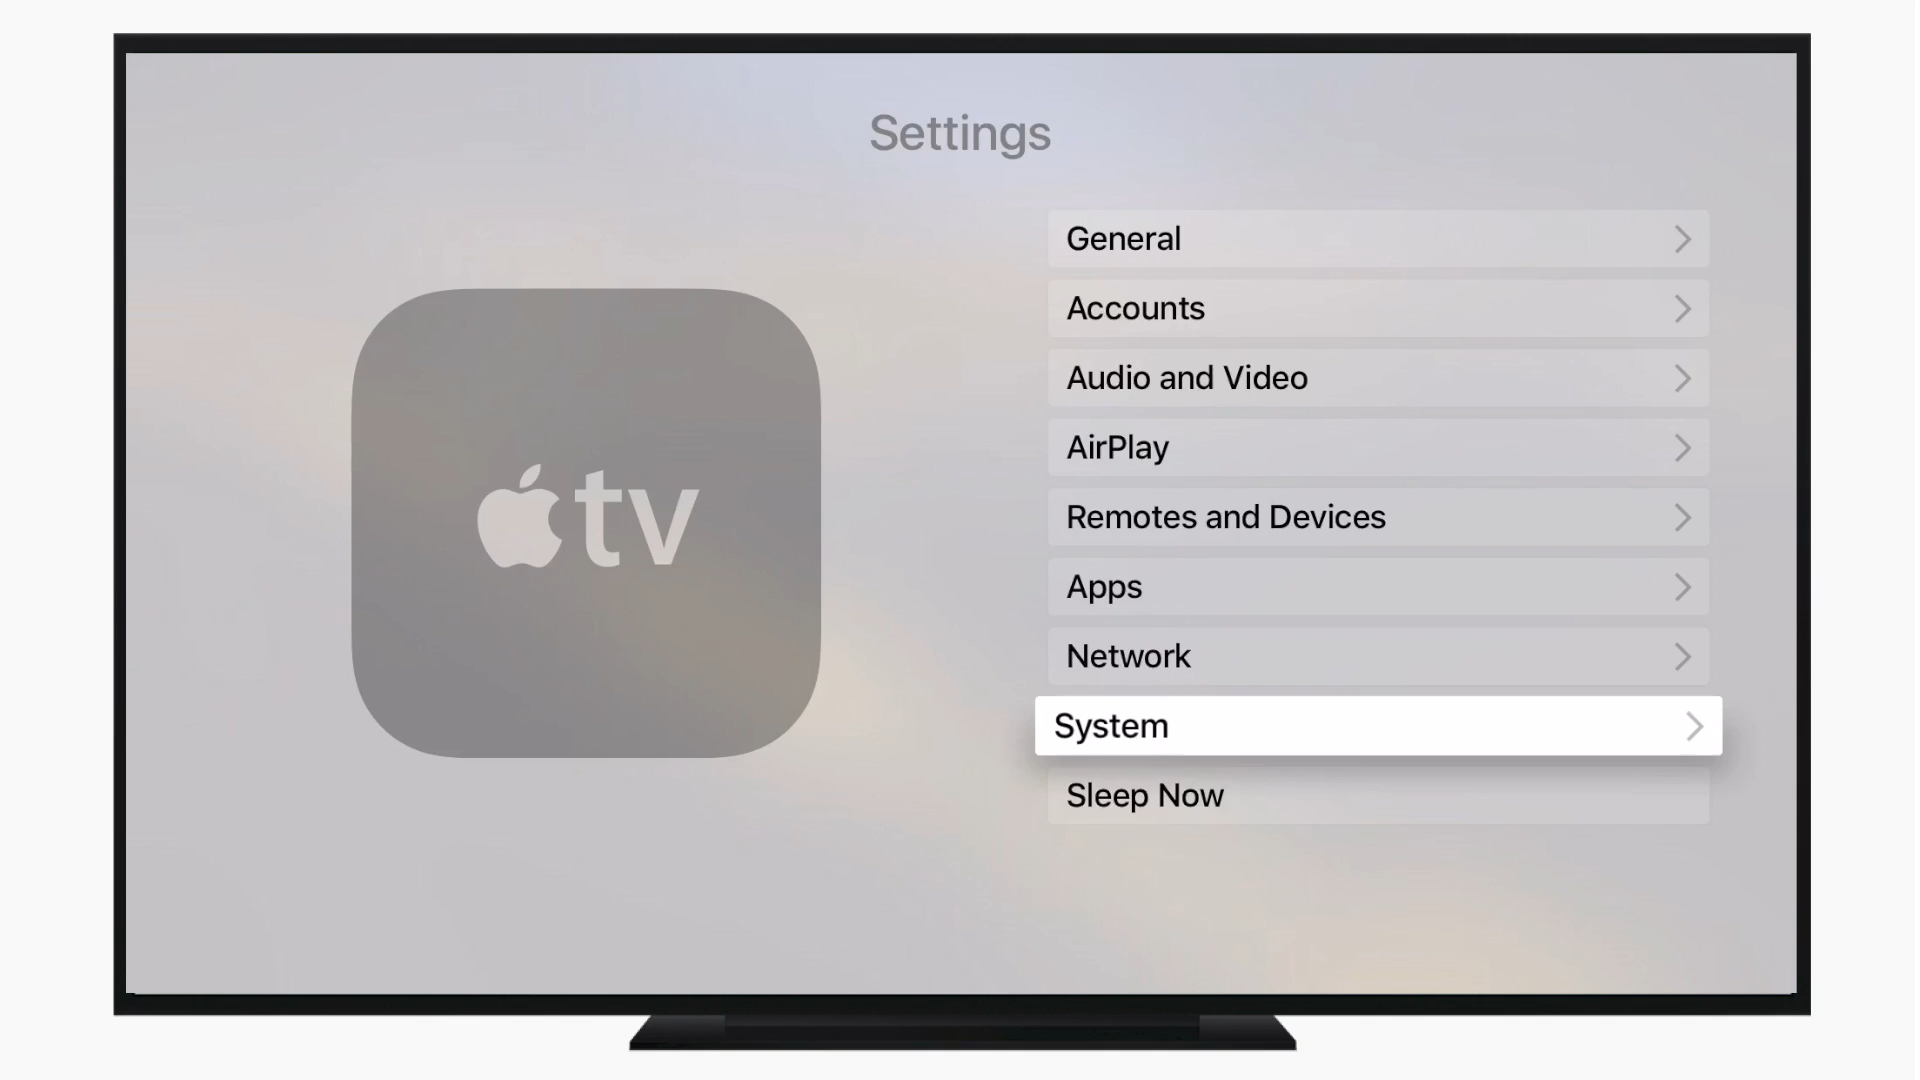 Settings
tv
General
Accounts
Audio and Video
AirPlay
Remotes and Devices
Apps
Network
System
Sleep Now